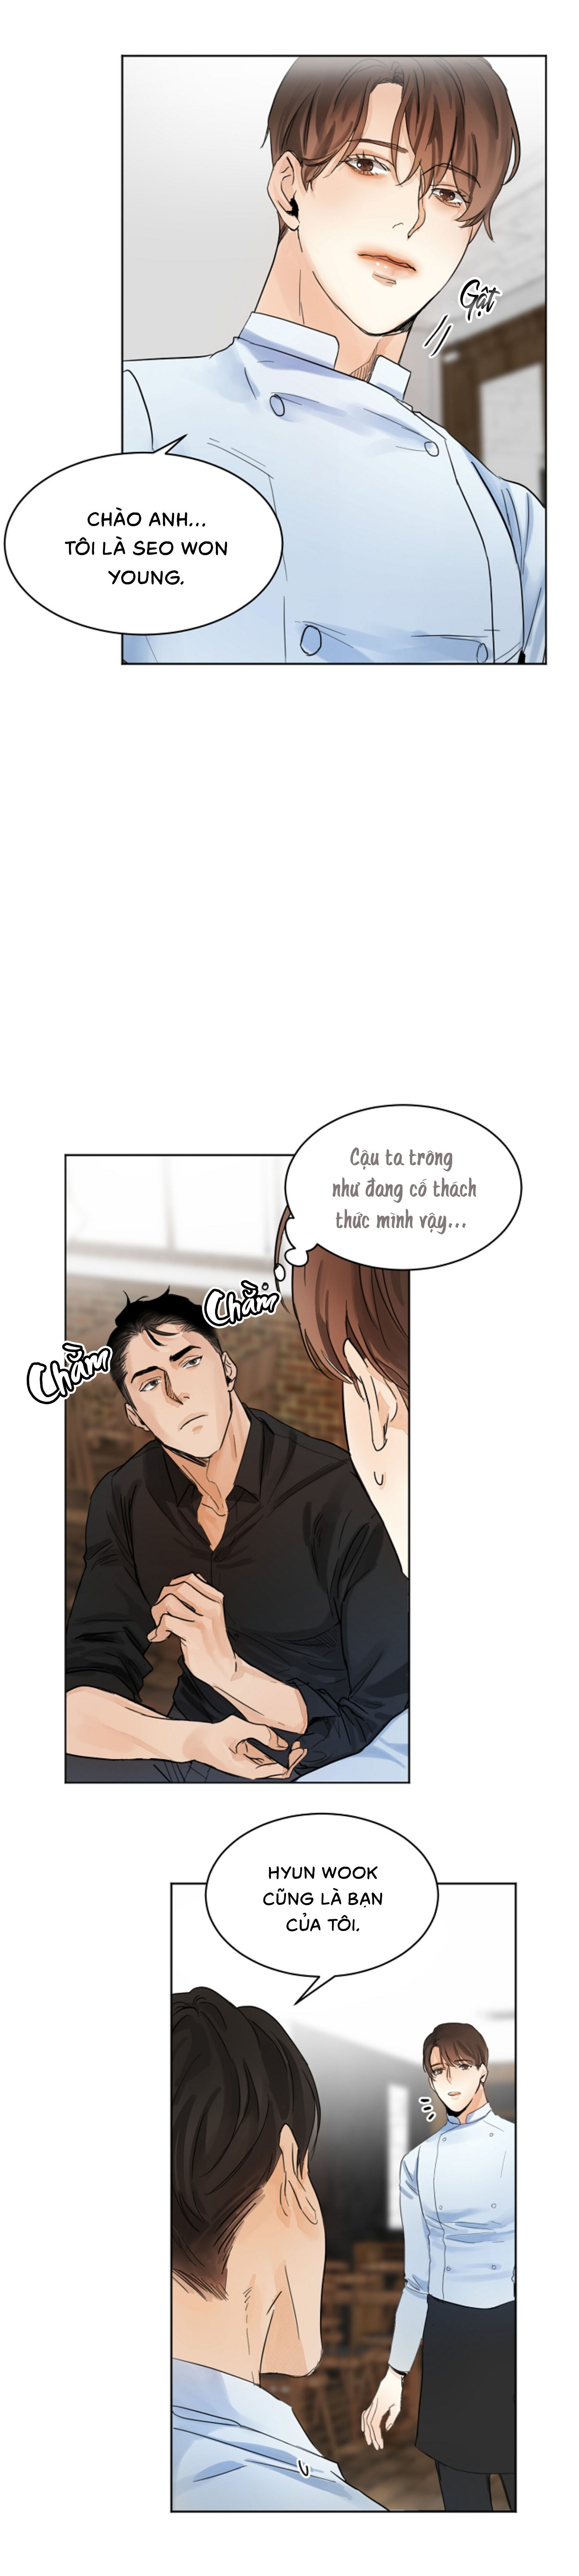 Gật
CHÀO ANH...
TÔI LÀ SEO WON
YOUNG.
Cậu ta trông
như đang cố thách
thức mình vậy...
Chằm
Chằm
HYUN WOOK
CŨNG LÀ BẠN
CỦA TÔI.